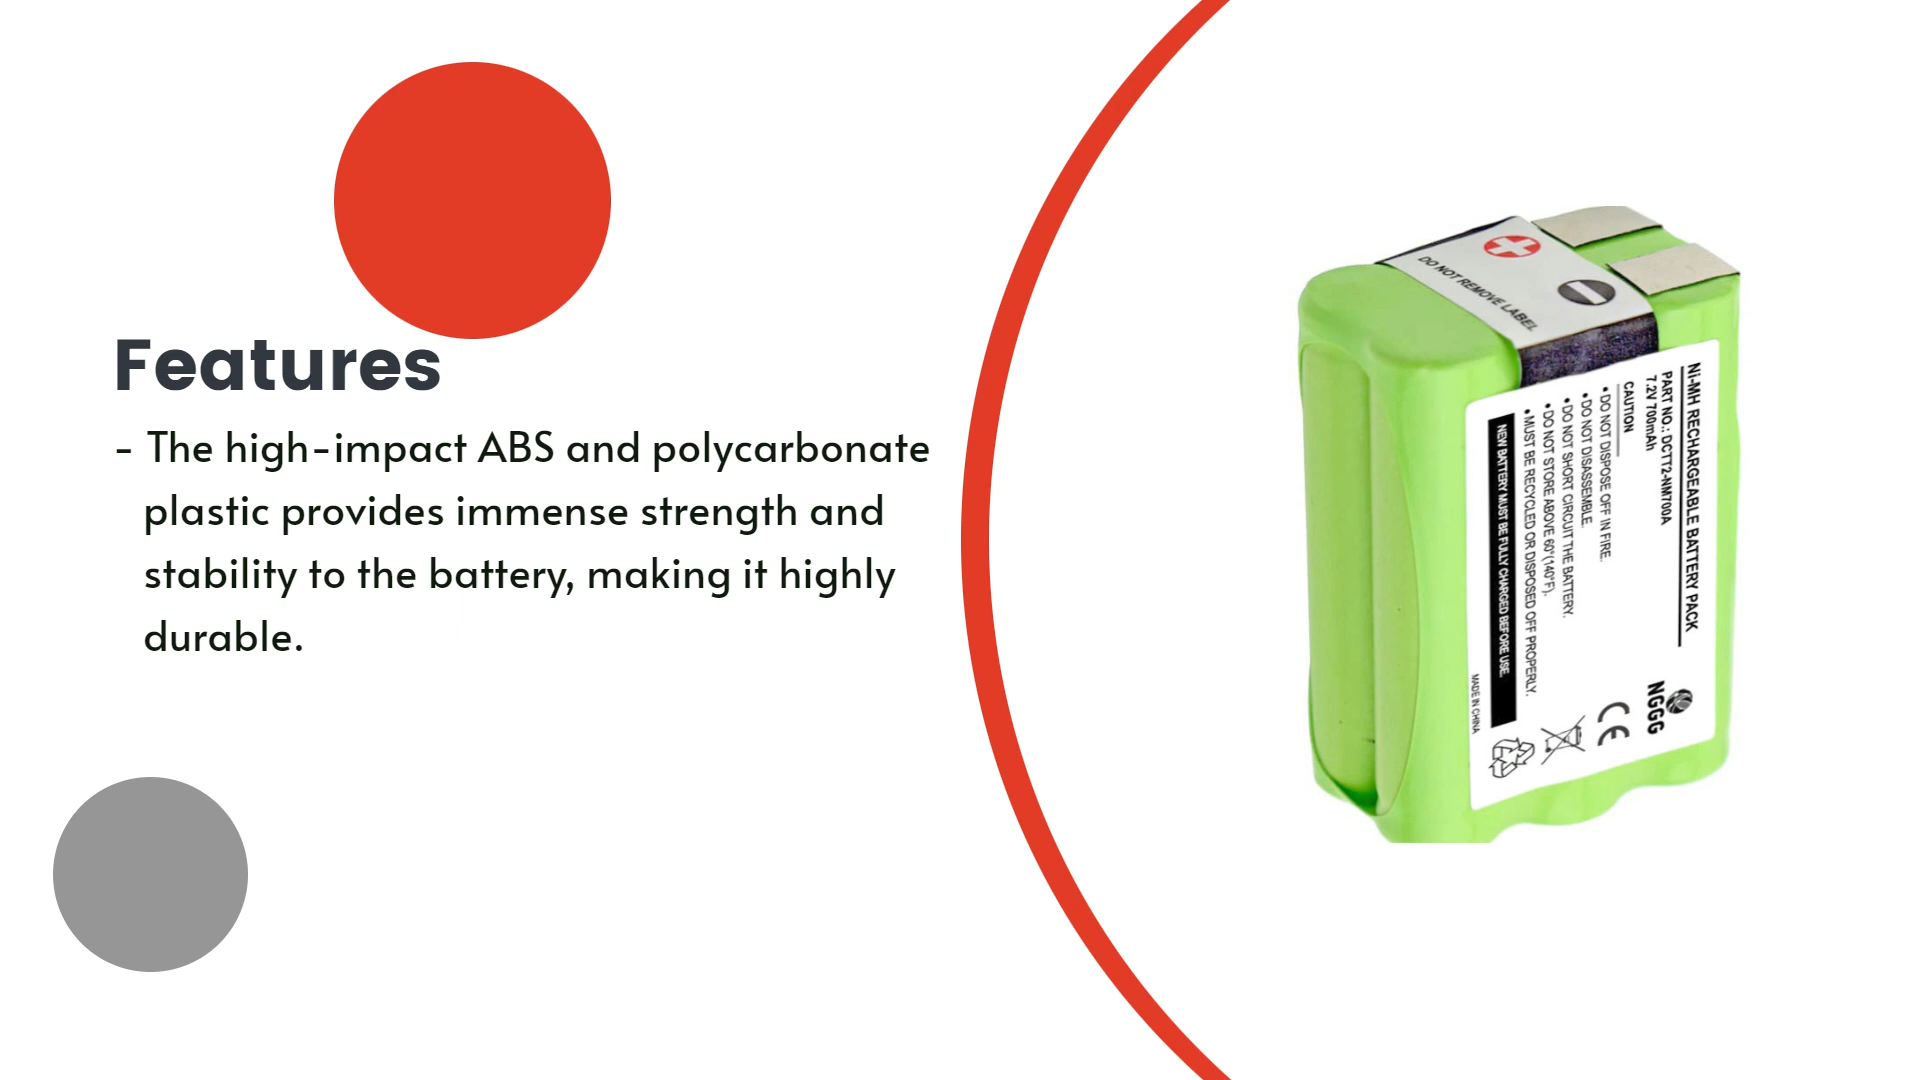 Features
- The high-impact ABS and polycarbonate
plastic provides immense strength and
stability to the battery, making it highly
durable.
DO NOT REMOVE LABEL
Ni-MH RECHARGEABLE BATTERY PACK
PART NO.: DCTT2-NM700A
7.2V 700mAh
CAUTION
•DO NOT DISPOSE OFF IN FIRE.
•DO NOT DISASSEMBLE.
•DO NOT SHORT CIRCUIT THE BATTERY.
•DO NOT STORE ABOVE 60°(140°F).
•MUST BE RECYCLED OR DISPOSED OFF PROPERLY.
NEW BATTERY MUST BE FULLY CHARGED BEFORE USE.
MADE IN CHINA
NGGG
CE